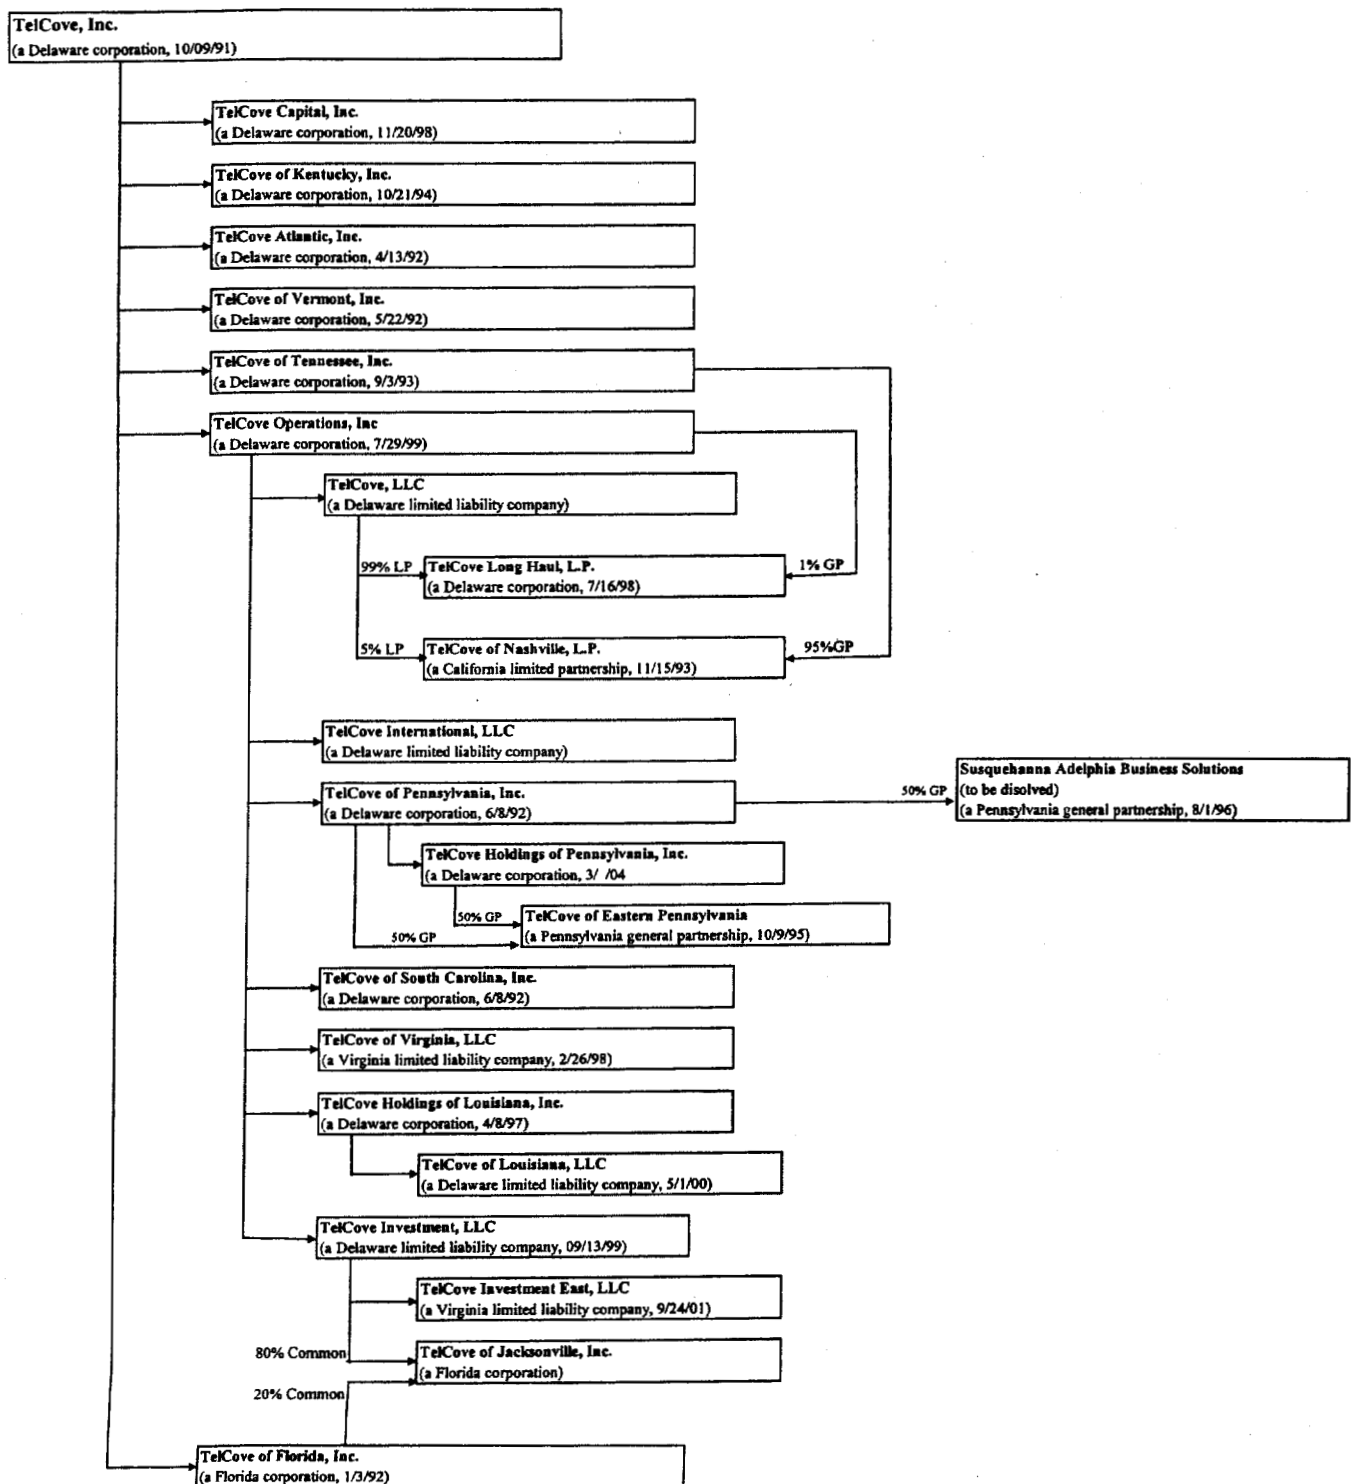 TelCove, Inc.
(a Delaware corporation, 10/09/91)
TelCove Capital, Inc.
(a Delaware corporation, 11/20/98)
TelCove of Kentucky, Inc.
(a Delaware corporation, 10/21/94)
TelCove Atlantic, Inc.
(a Delaware corporation, 4/13/92)
TelCove of Vermont, Inc.
(a Delaware corporation, 5/22/92)
TelCove of Tennessee, Inc.
(a Delaware corporation, 9/3/93)
TelCove Operations, Inc
(a Delaware corporation, 7/29/99)
TelCove, LLC
(a Delaware limited liability company)
99% LP
TelCove Long Haul, L.P.
(a Delaware corporation, 7/16/98)
1% GP
5% LP
TelCove of Nashville, L.P.
(a California limited partnership, 11/15/93)
95%GP
TelCove International, LLC
(a Delaware limited liability company)
TelCove of Pennsylvania, Inc.
(a Delaware corporation, 6/8/92)
50% GP
Susquehanna Adelphia Business Solutions
(to be disolved)
(a Pennsylvania general partnership, 8/1/96)
TelCove Holdings of Pennsylvania, Inc.
(a Delaware corporation, 3/ /04
50% GP
TelCove of Eastern Pennsylvania
(a Pennsylvania general partnership, 10/9/95)
50% GP
TelCove of South Carolina, Inc.
(a Delaware corporation, 6/8/92)
TelCove of Virginia, LLC
(a Virginia limited liability company, 2/26/98)
TelCove Holdings of Louisiana, Inc.
(a Delaware corporation, 4/8/97)
TelCove of Louisiana, LLC
(a Delaware limited liability company, 5/1/00)
TelCove Investment, LLC
(a Delaware limited liability company, 09/13/99)
TelCove Investment East, LLC
(a Virginia limited liability company, 9/24/01)
80% Common
TelCove of Jacksonville, Inc.
(a Florida corporation)
20% Common
TelCove of Florida, Inc.
(a Florida corporation, 1/3/92)